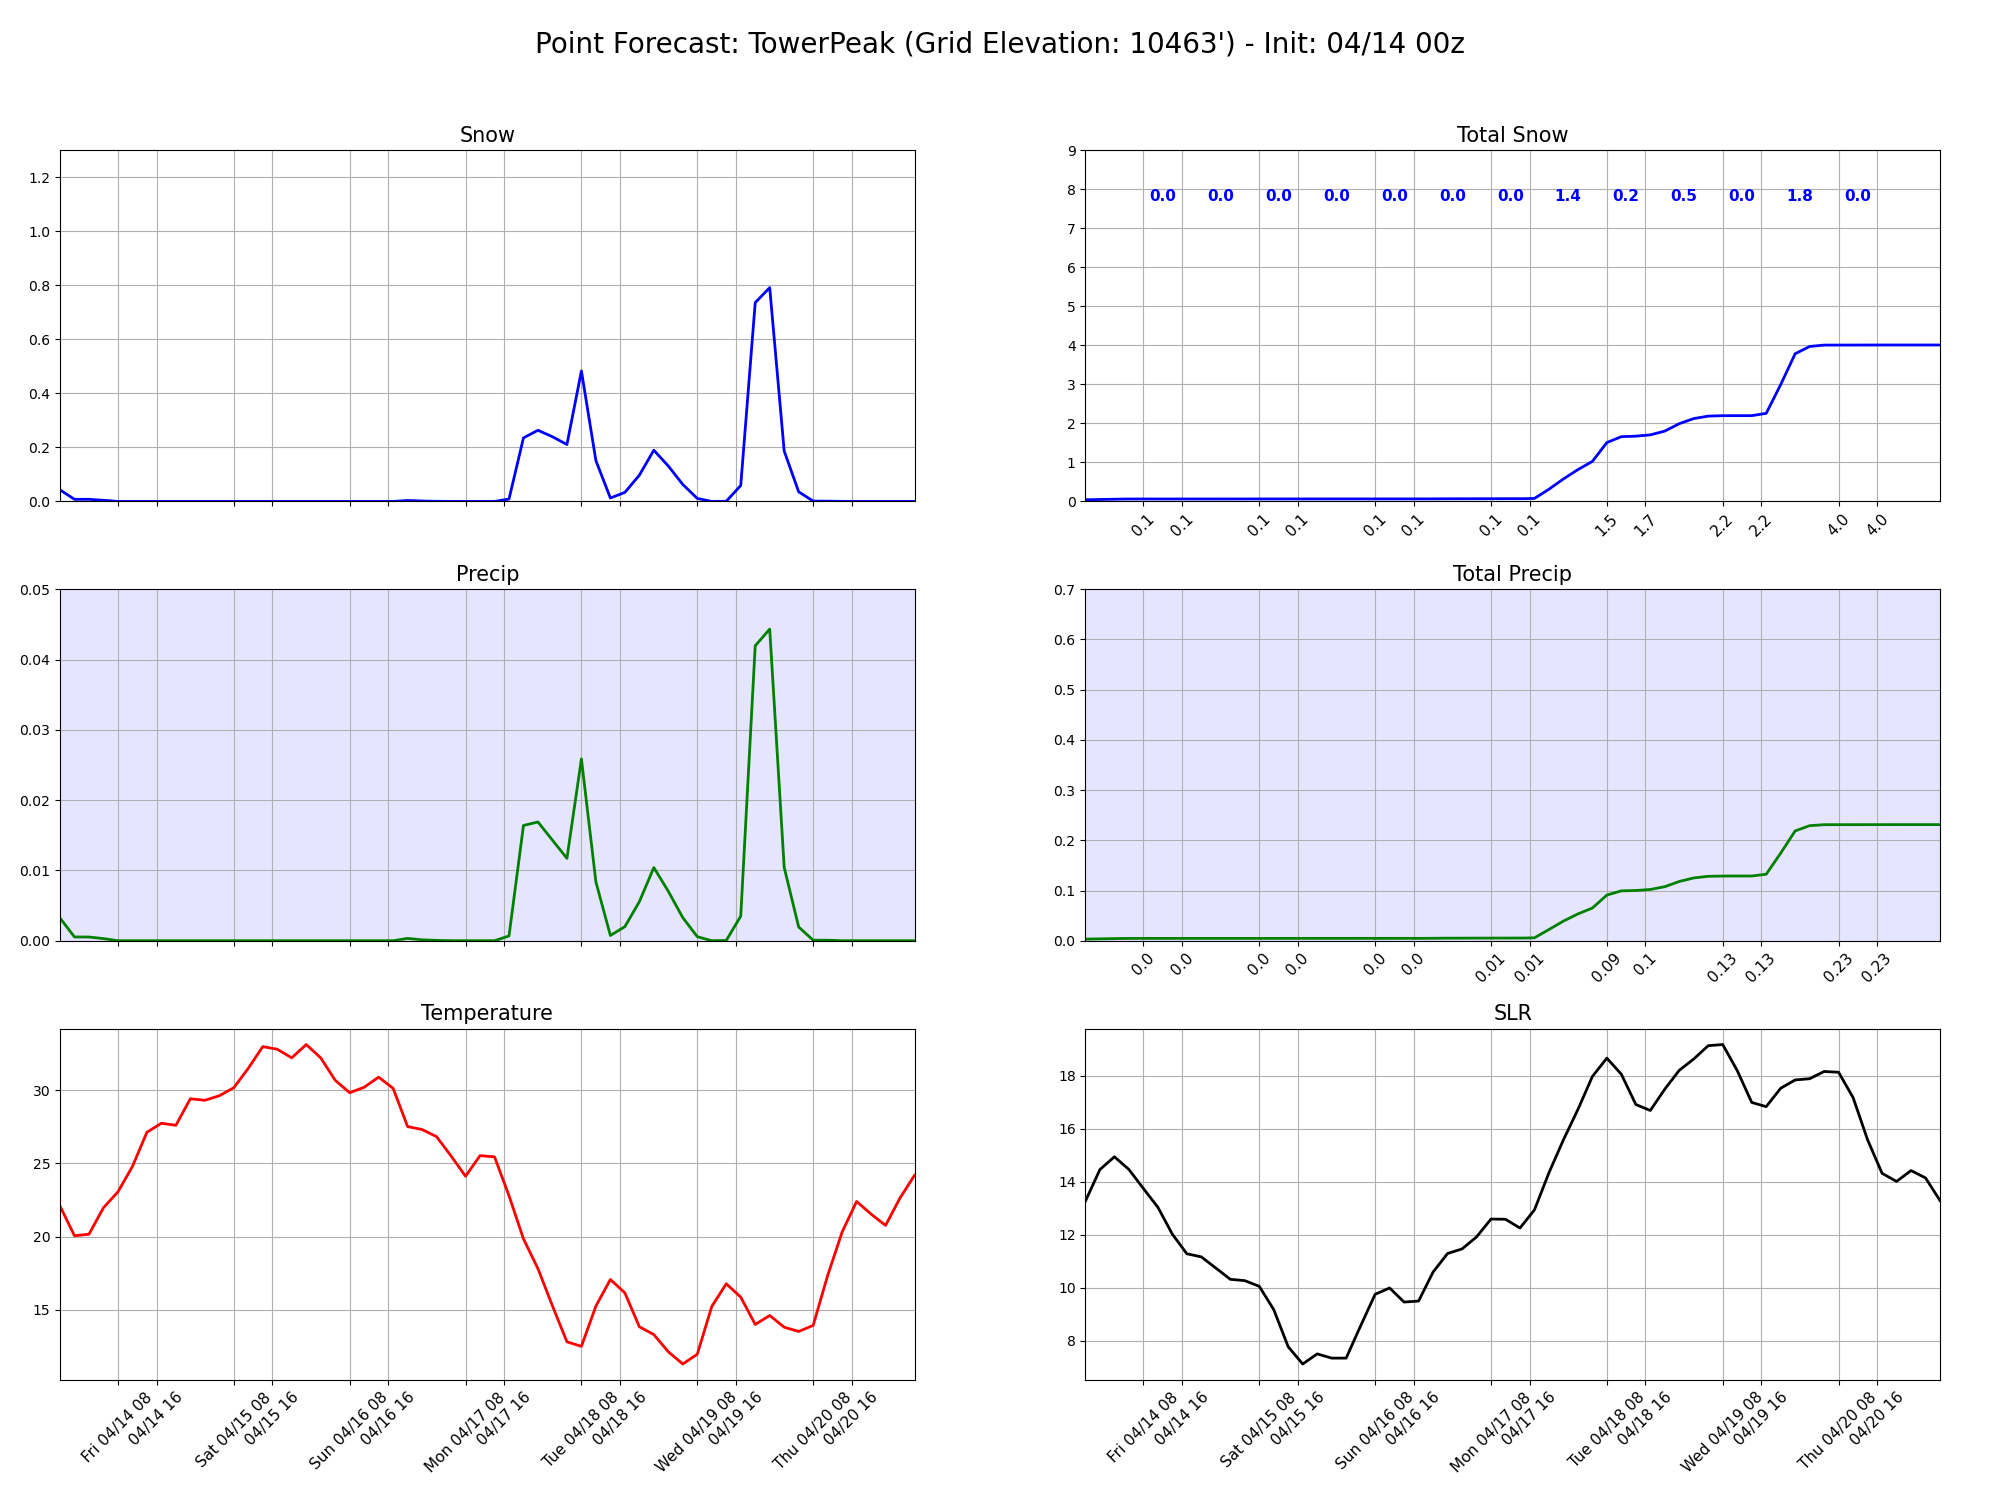 Point Forecast: TowerPeak (Grid Elevation: 10463') - Init: 04/14 00z
Snow
1.2
1.0
0.8
0.6
0.4
0.2
0.0
Total Snow
9
8
7
6
5
4
3
2
1
0
0.0 0.0 0.0 0.0 0.0 0.0 0.0 1.4 0.2 0.5 0.0 1.8 0.0
0.1 0.1 0.1 0.1 0.1 0.1 0.1 0.1 1.5 1.7 2.2 2.2 4.0 4.0
Precip
0.05
0.04
0.03
0.02
0.01
0.00
Total Precip
0.7
0.6
0.5
0.4
0.3
0.2
0.1
0.0
0.0 0.0 0.0 0.0 0.0 0.0 0.01 0.01 0.09 0.1 0.13 0.13 0.23 0.23
Temperature
30
25
20
15
Fri 04/14 08
04/14 16
Sat 04/15 08
04/15 16
Sun 04/16 08
04/16 16
Mon 04/17 08
04/17 16
Tue 04/18 08
04/18 16
Wed 04/19 08
04/19 16
Thu 04/20 08
04/20 16
SLR
18
16
14
12
10
8
Fri 04/14 08
04/14 16
Sat 04/15 08
04/15 16
Sun 04/16 08
04/16 16
Mon 04/17 08
04/17 16
Tue 04/18 08
04/18 16
Wed 04/19 08
04/19 16
Thu 04/20 08
04/20 16